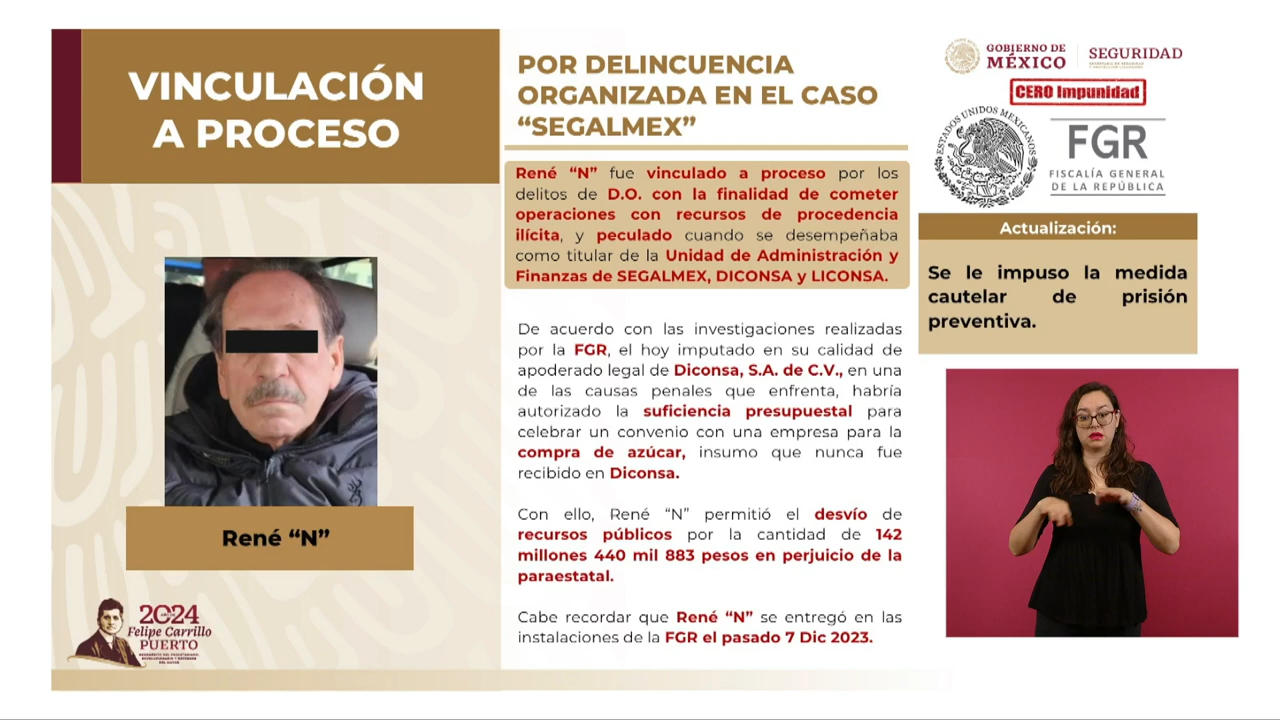 VINCULACIÓN
A PROCESO
René “N”
2024
Felipe Carrillo
PUERTO
POR DELINCUENCIA
ORGANIZADA EN EL CASO
“SEGALMEX”
René “N” fue vinculado a proceso por los
delitos de D.O. con la finalidad de cometer
operaciones con recursos de procedencia
ilícita, y peculado cuando se desempeñaba
como titular de la Unidad de Administración y
Finanzas de SEGALMEX, DICONSA y LICONSA.
De acuerdo con las investigaciones realizadas
por la FGR, el hoy imputado en su calidad de
apoderado legal de Diconsa, S.A. de C.V., en una
de las causas penales que enfrenta, habría
autorizado la suficiencia presupuestal para
celebrar un convenio con una empresa para la
compra de azúcar, insumo que nunca fue
recibido en Diconsa.
Con ello, René “N” permitió el desvío de
recursos públicos por la cantidad de 142
millones 440 mil 883 pesos en perjuicio de la
paraestatal.
Cabe recordar que René “N” se entregó en las
instalaciones de la FGR el pasado 7 Dic 2023.
GOBIERNO DE
MÉXICO
SEGURIDAD
CERO Impunidad
ESTADOS UNIDOS MEXICANOS
FGR
FISCALÍA GENERAL
DE LA REPÚBLICA
Actualización:
Se le impuso la medida
cautelar de prisión
preventiva.